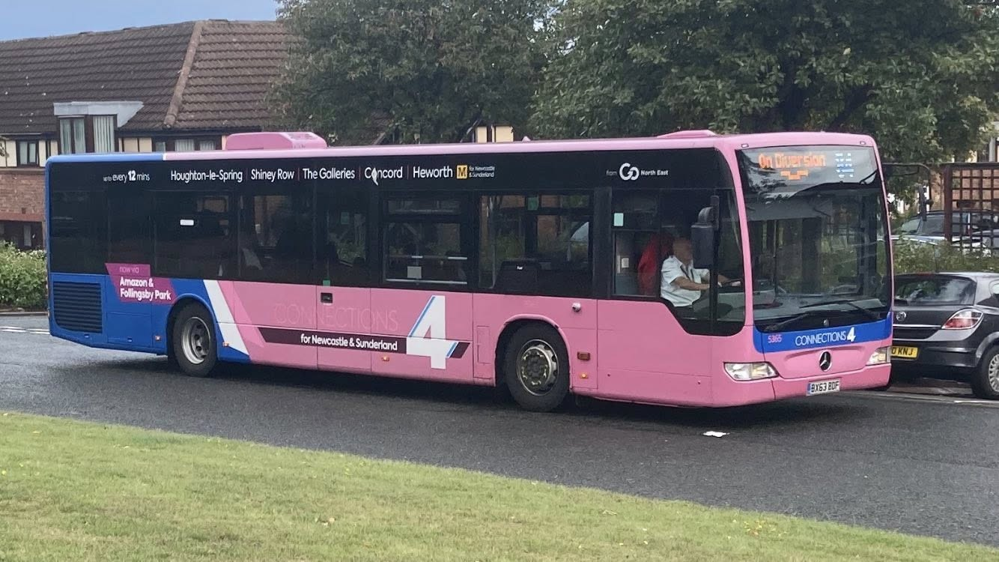 up to every 12 mins
Houghton-le-Spring | Shiney Row | The Galleries | Concord | Heworth M for Newcastle & Sunderland
from GO North East
On Diversion
now via
Amazon &
Follingsby Park
CONNECTIONS 4
for Newcastle & Sunderland
5365 CONNECTIONS 4
BX63 BDF
KNJ